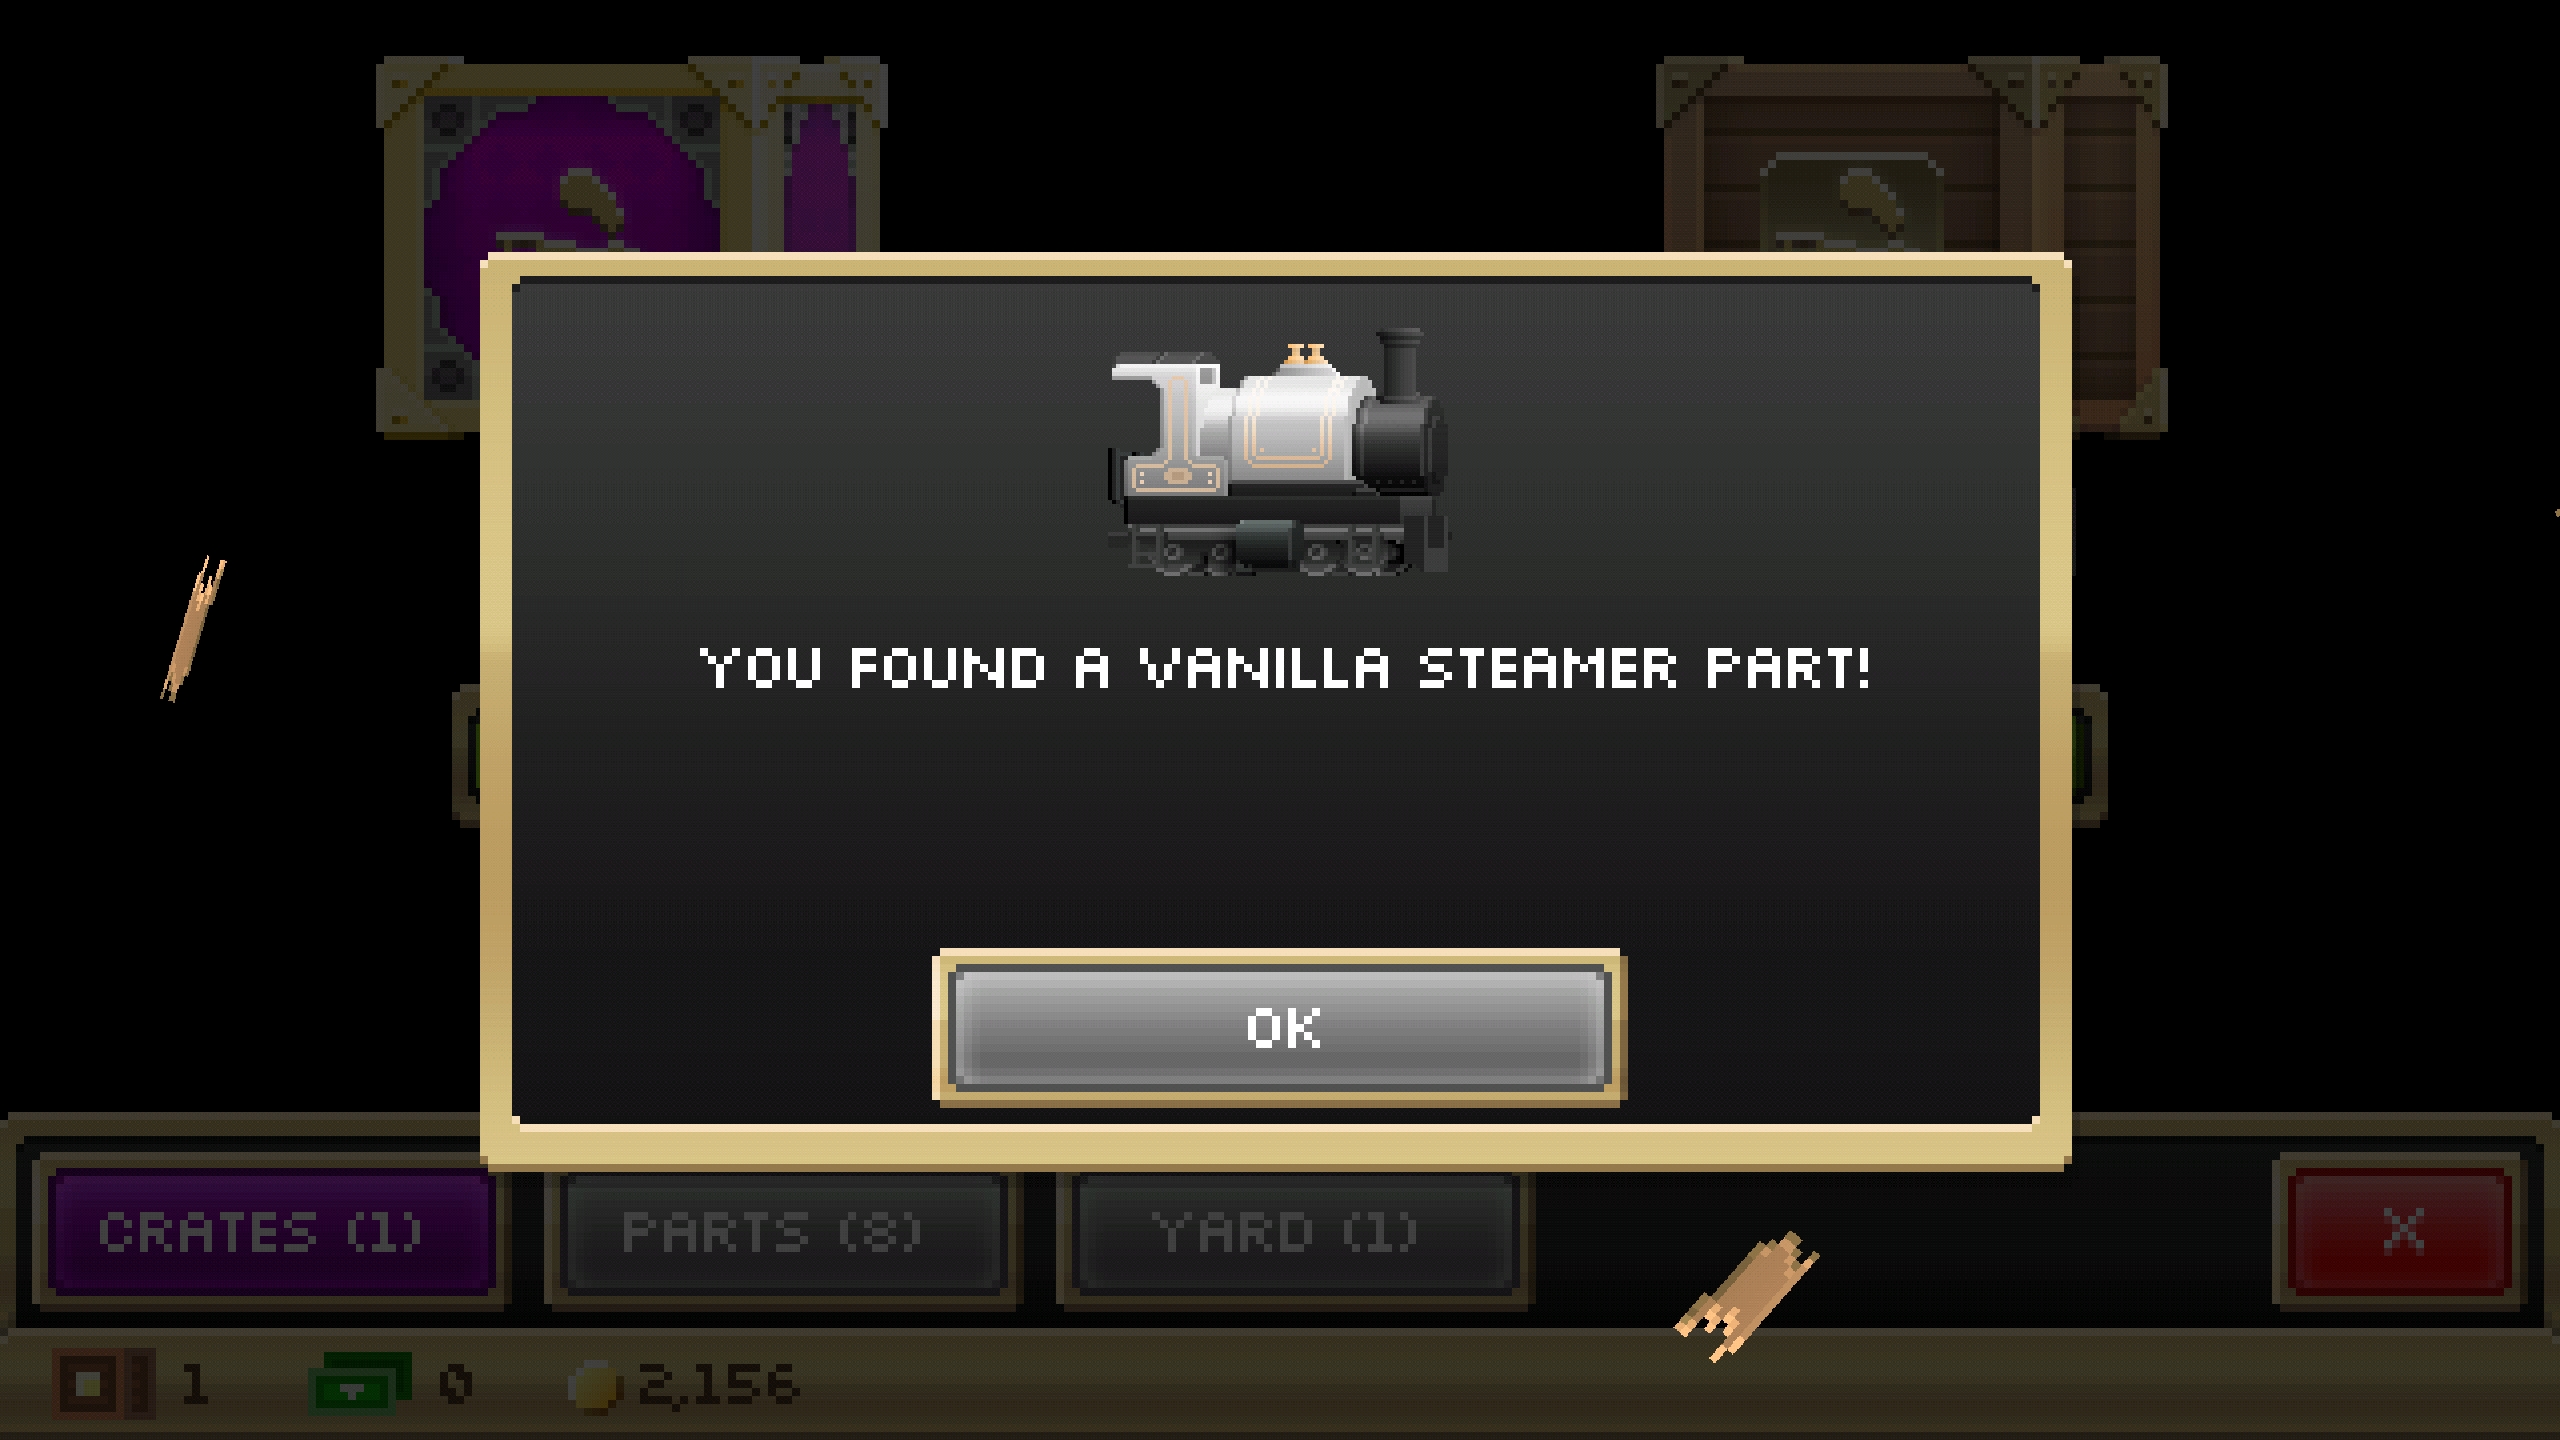 YOU FOUND A VANILLA STEAMER PART!
OK
CRATES (1)
PARTS (8)
YARD (1)
X
1
0
2,156